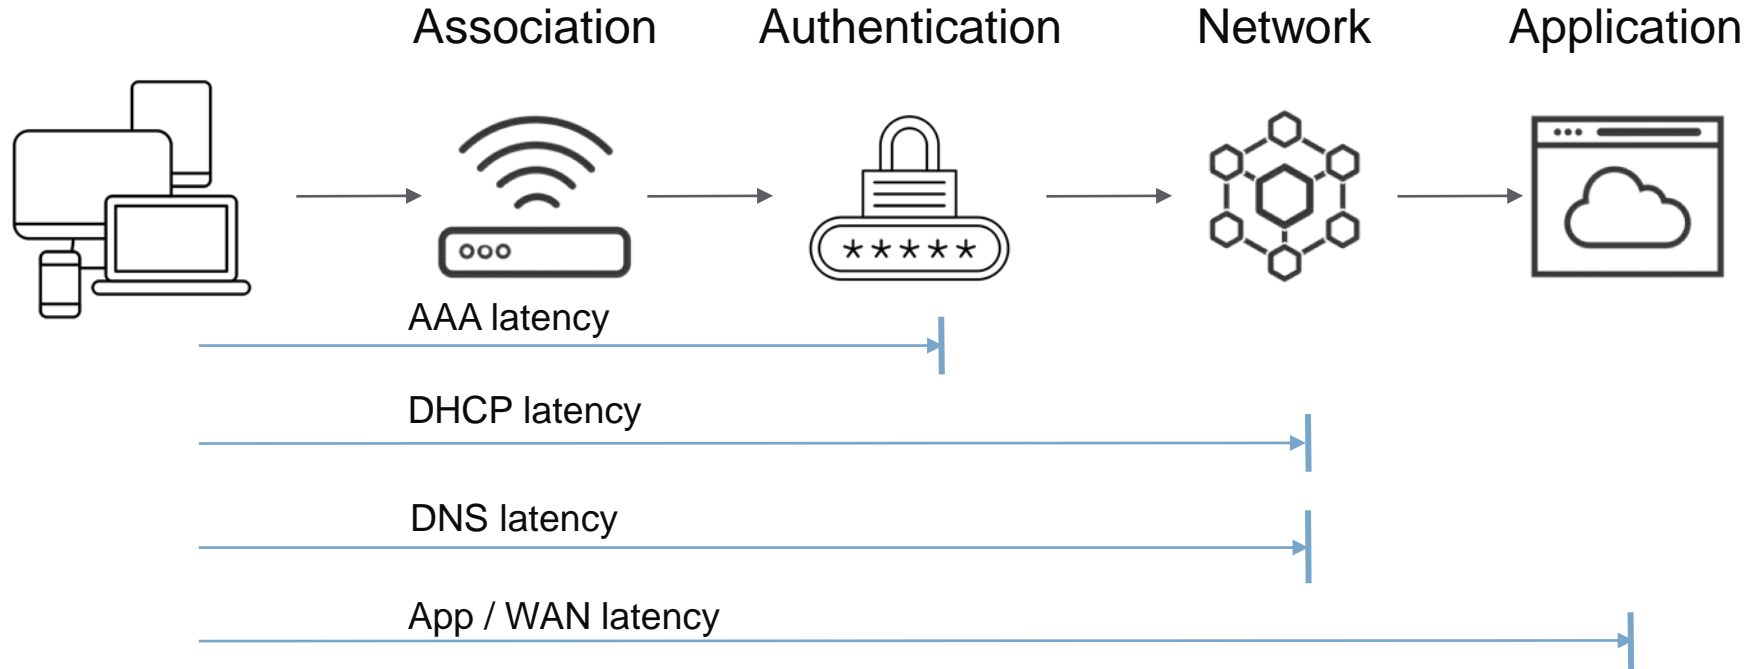 Association Authentication Network Application
*****
AAA latency
DHCP latency
DNS latency
App / WAN latency